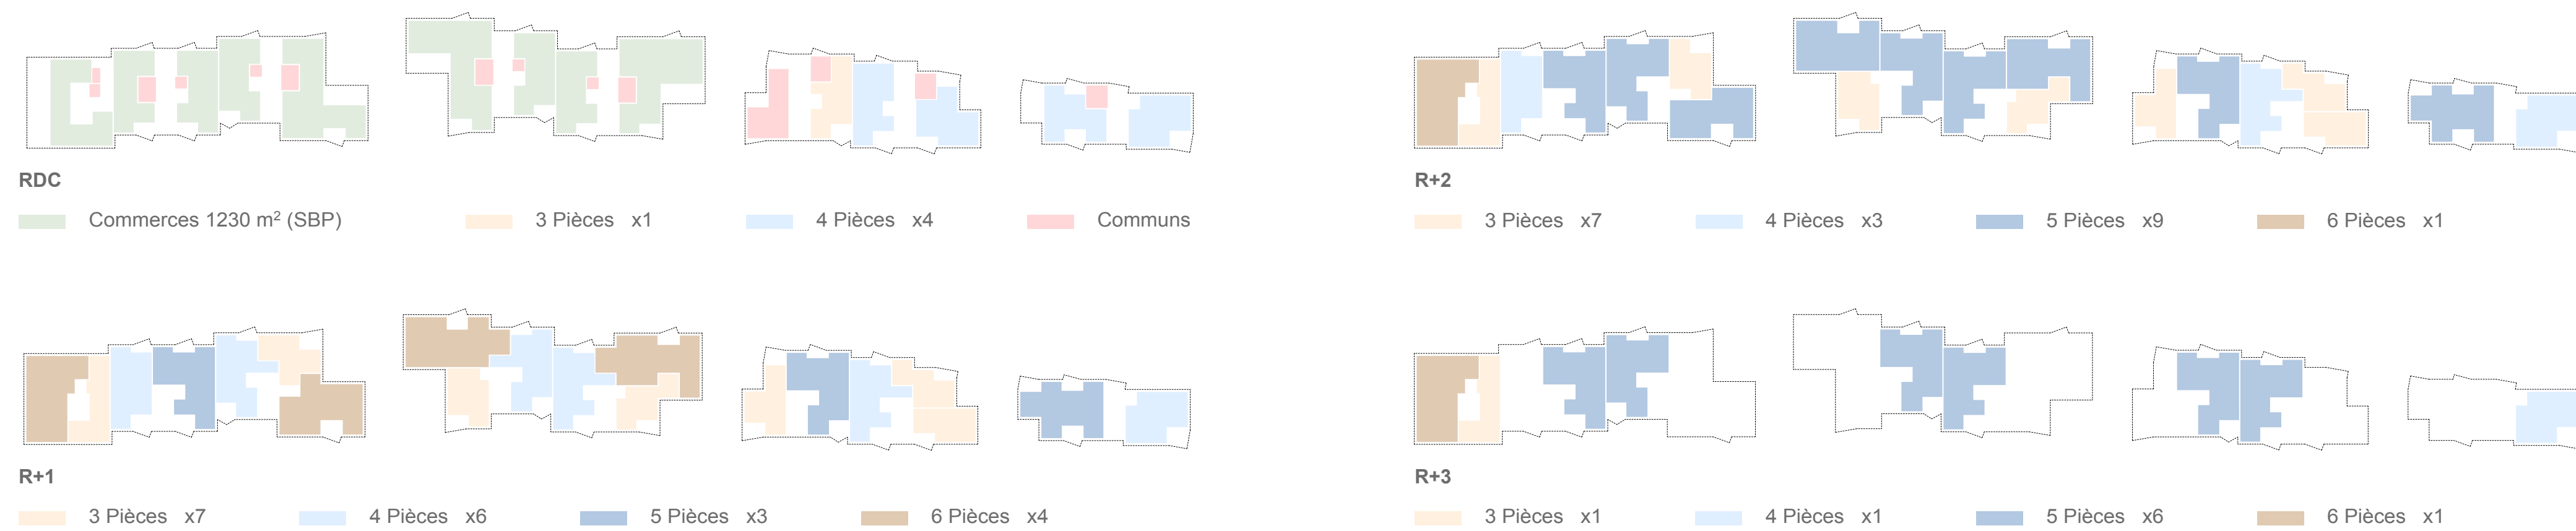 RDC
Commerces 1230 m² (SBP) 3 Pièces x1 4 Pièces x4 Communs
R+2
3 Pièces x7 4 Pièces x3 5 Pièces x9 6 Pièces x1
R+1
3 Pièces x7 4 Pièces x6 5 Pièces x3 6 Pièces x4
R+3
3 Pièces x1 4 Pièces x1 5 Pièces x6 6 Pièces x1